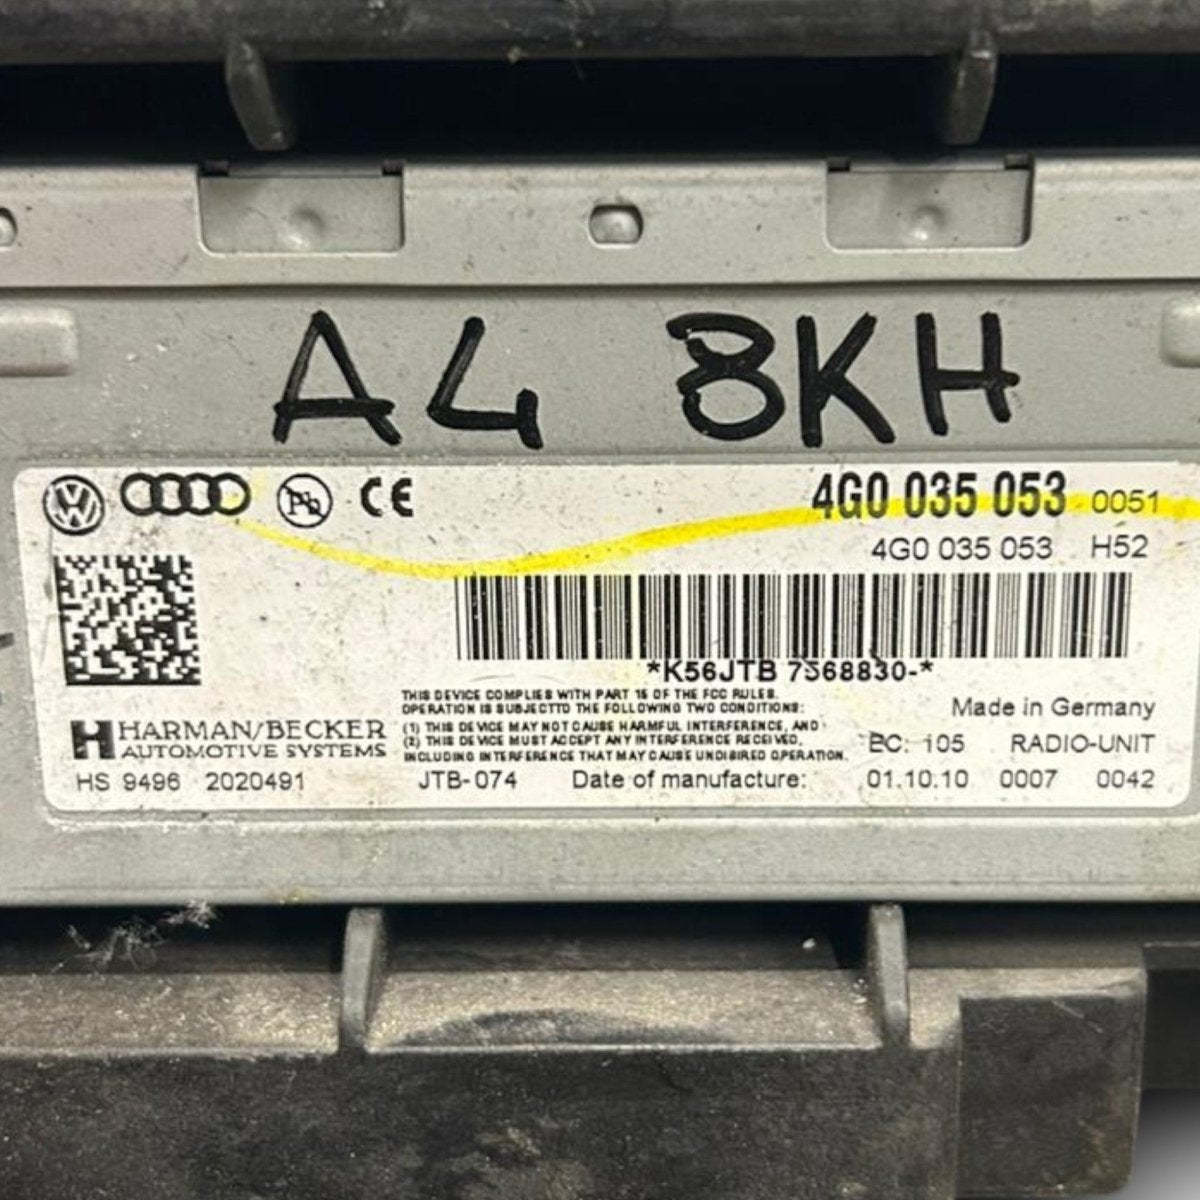 A4 8KH
CE 4G0 035 053 0051
4G0 035 053 H52
*K56JTB 7568830-*
THIS DEVICE COMPLIES WITH PART 15 OF THE FCC RULES.
OPERATION IS SUBJECTTO THE FOLLOWING TWO CONDITIONS:
(1) THIS DEVICE MAY NOT CAUSE HARMFUL INTERFERENCE, AND
(2) THIS DEVICE MUST ACCEPT ANY INTERFERENCE RECEIVED,
INCLUDING INTERFERENCE THAT MAY CAUSE UNDISIRED OPERATION.
Made in Germany
HARMAN/BECKER
AUTOMOTIVE SYSTEMS
EC: 105 RADIO-UNIT
HS 9496 2020491 JTB-074 Date of manufacture: 01.10.10 0007 0042